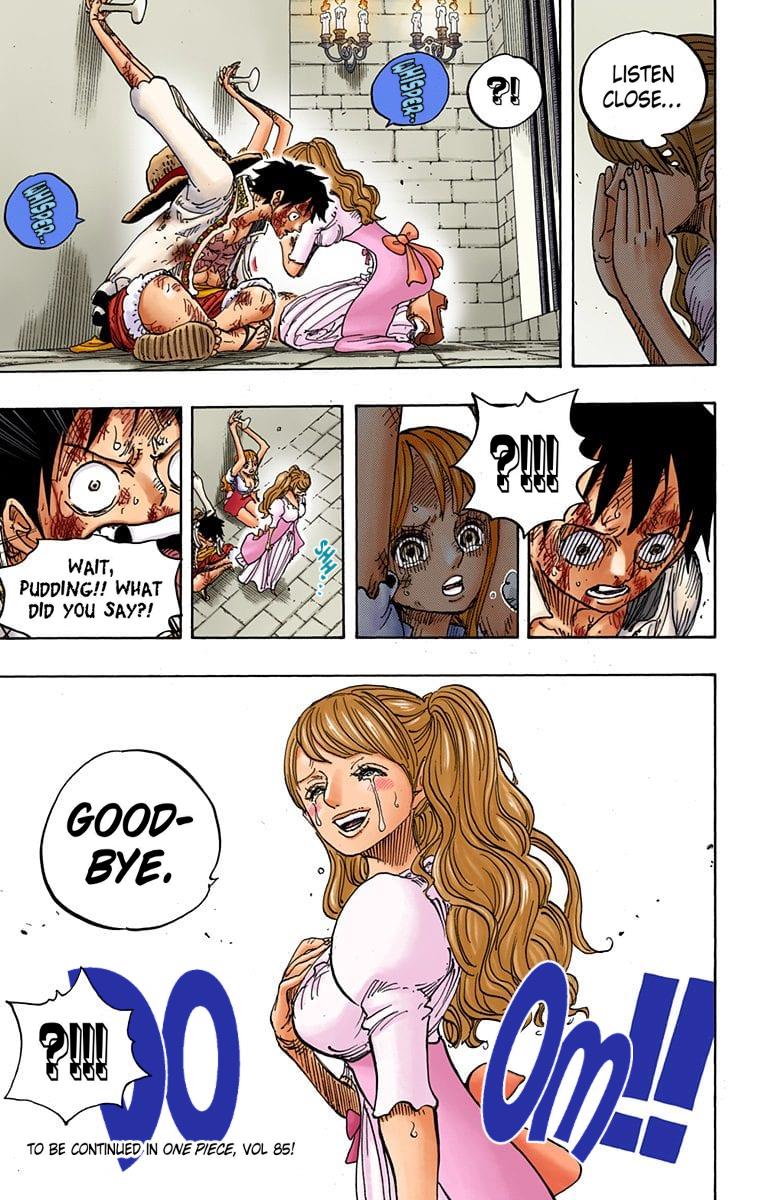 LISTEN
CLOSE...
?!
WHISPER...
WHISPER...
?!!!
SHH...
WAIT,
PUDDING!! WHAT
DID YOU SAY?!
GOOD-
BYE.
DO
OM!!
?!!!
TO BE CONTINUED IN ONE PIECE, VOL 85!